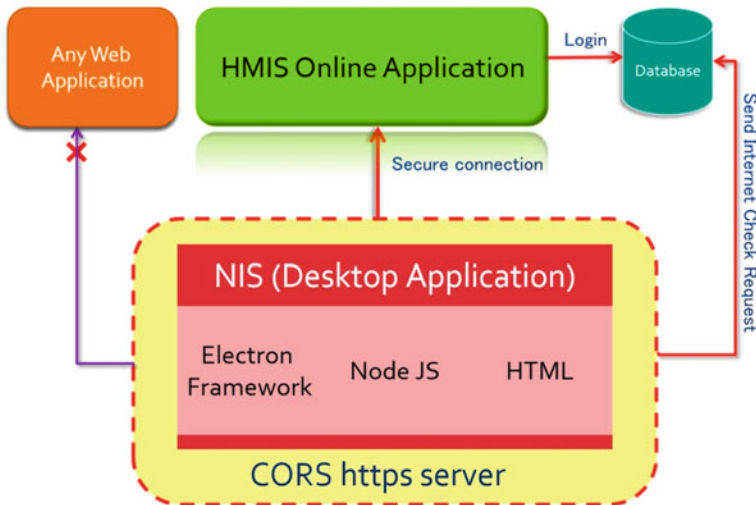 Any Web
Application
HMIS Online Application
Login
Database
Send Internet Check Request
Secure connection
NIS (Desktop Application)
Electron
Framework
Node JS
HTML
CORS https server